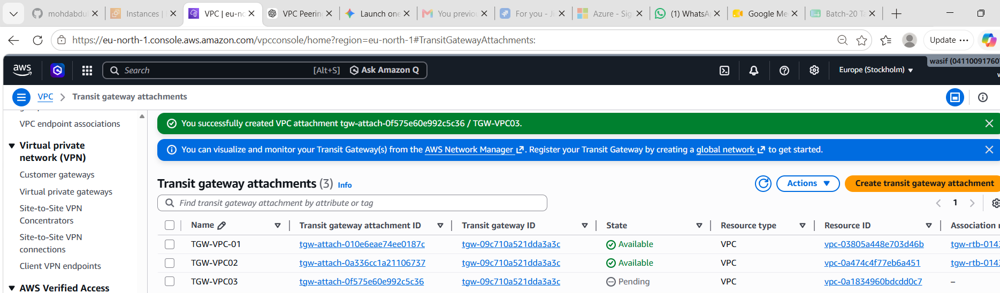 mohdabdul
Instances |
VPC | eu-no
VPC Peering
Launch one
You previou
For you - Ji
Azure - Sig
(1) WhatsA
Google Me
Batch-20 Ta
https://eu-north-1.console.aws.amazon.com/vpcconsole/home?region=eu-north-1#TransitGatewayAttachments:
Update
aws
Search
[Alt+S]
Ask Amazon Q
Europe (Stockholm)
wasif (04110091760
VPC
Transit gateway attachments
VPC endpoint associations
Virtual private
network (VPN)
Customer gateways
Virtual private gateways
Site-to-Site VPN
Concentrators
Site-to-Site VPN
connections
Client VPN endpoints
AWS Verified Access
You successfully created VPC attachment tgw-attach-0f575e60e992c5c36 / TGW-VPC03.
You can visualize and monitor your Transit Gateway(s) from the AWS Network Manager. Register your Transit Gateway by creating a global network to get started.
Transit gateway attachments (3) Info
Actions
Create transit gateway attachment
Find transit gateway attachment by attribute or tag
1
Name Transit gateway attachment ID Transit gateway ID State Resource type Resource ID Association r
TGW-VPC-01 tgw-attach-010e6eae74ee0187c tgw-09c710a521dda3a3c Available VPC vpc-03805a448e703d46b tgw-rtb-0143
TGW-VPC02 tgw-attach-0a336cc1a21106737 tgw-09c710a521dda3a3c Available VPC vpc-0a474c4f77eb6a451 tgw-rtb-0143
TGW-VPC03 tgw-attach-0f575e60e992c5c36 tgw-09c710a521dda3a3c Pending VPC vpc-0a1834960bdcdd0c7 –